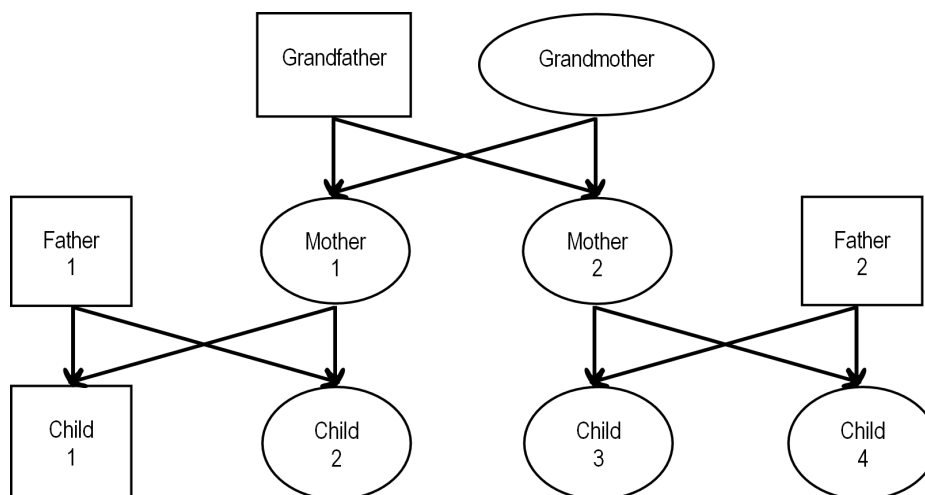 Grandfather
Grandmother
Father
1
Mother
1
Mother
2
Father
2
Child
1
Child
2
Child
3
Child
4